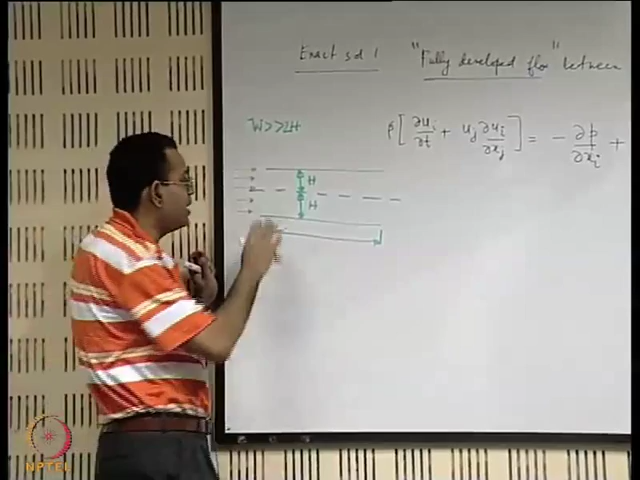 Exact sol 1 "Fully developed flow" between
W>>2H
ρ[∂ui/∂t + uj ∂ui/∂xj] = - ∂p/∂xi +
H
H
NPTEL